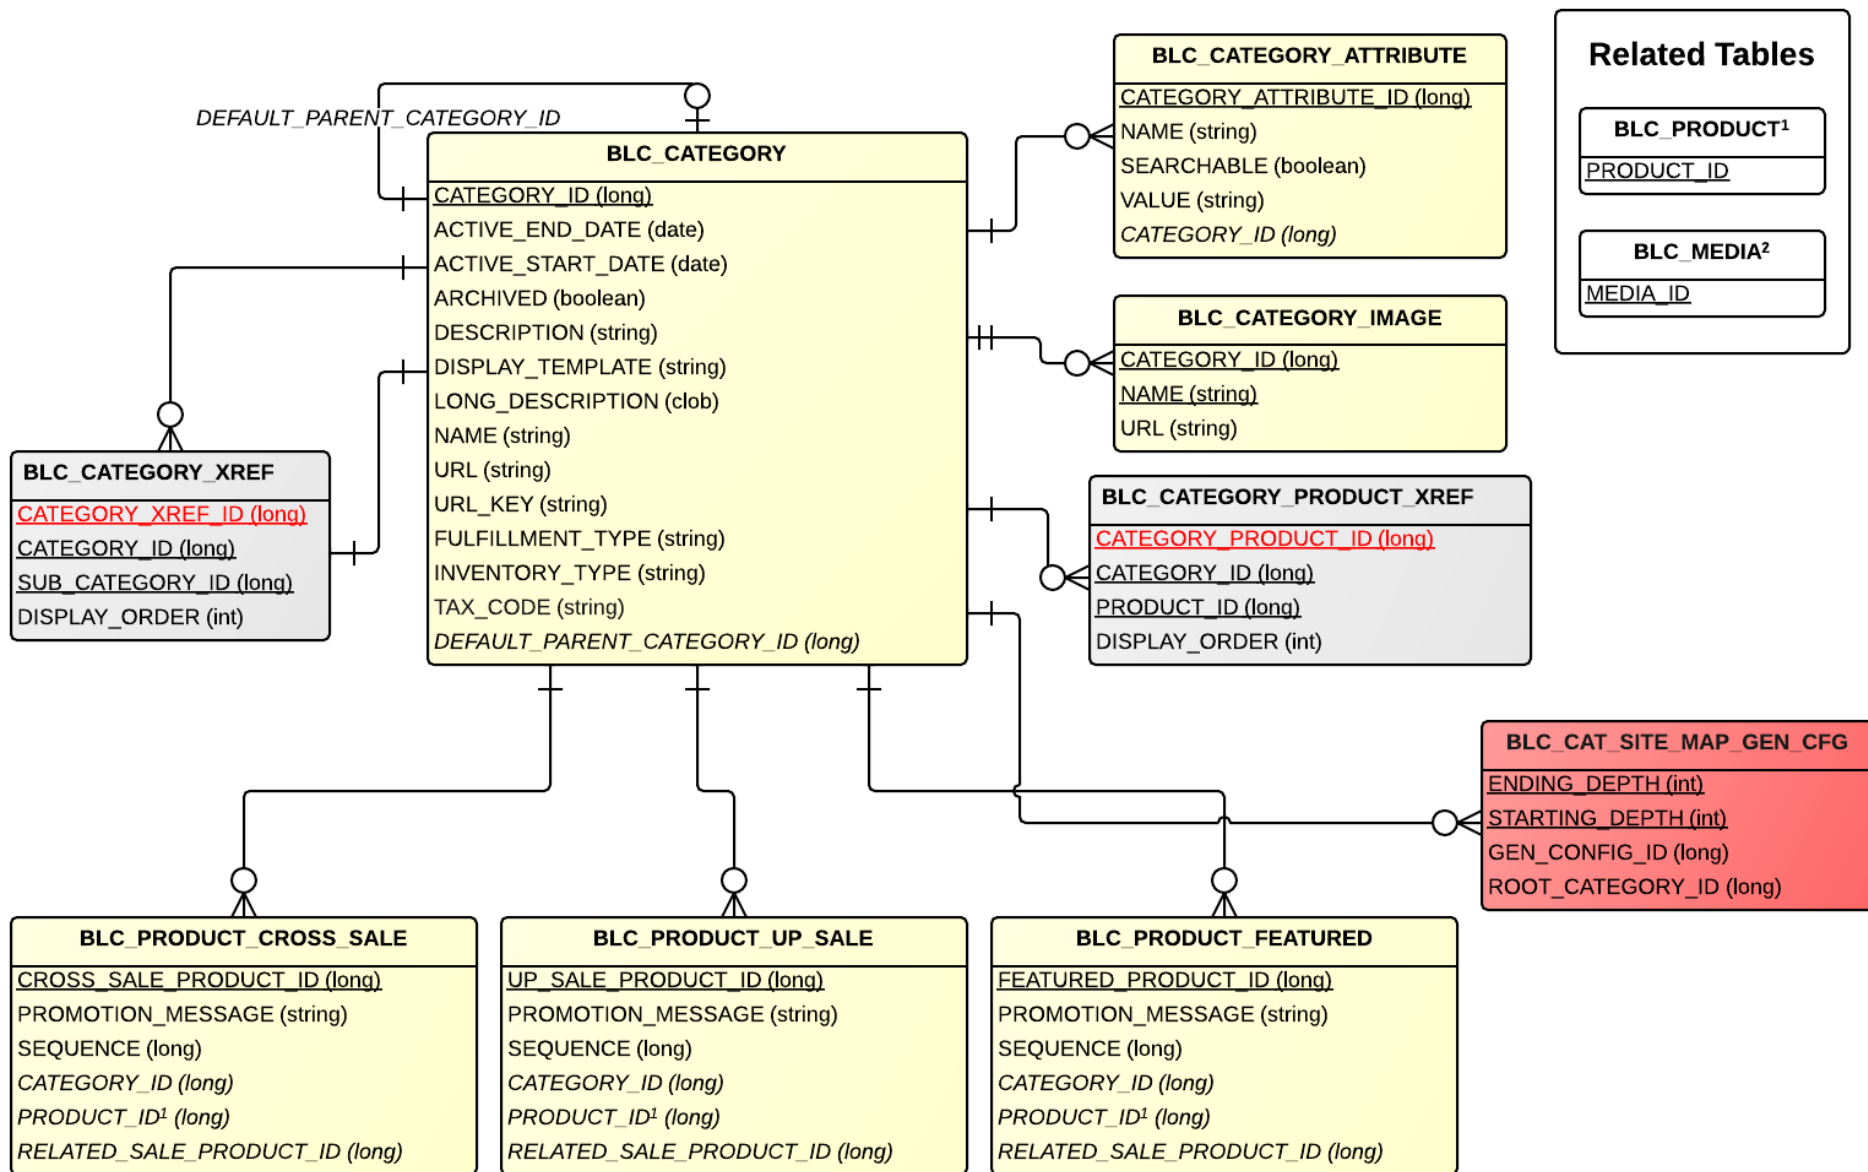 DEFAULT_PARENT_CATEGORY_ID
BLC_CATEGORY
CATEGORY_ID (long)
ACTIVE_END_DATE (date)
ACTIVE_START_DATE (date)
ARCHIVED (boolean)
DESCRIPTION (string)
DISPLAY_TEMPLATE (string)
LONG_DESCRIPTION (clob)
NAME (string)
URL (string)
URL_KEY (string)
FULFILLMENT_TYPE (string)
INVENTORY_TYPE (string)
TAX_CODE (string)
DEFAULT_PARENT_CATEGORY_ID (long)
BLC_CATEGORY_ATTRIBUTE
CATEGORY_ATTRIBUTE_ID (long)
NAME (string)
SEARCHABLE (boolean)
VALUE (string)
CATEGORY_ID (long)
Related Tables
BLC_PRODUCT¹
PRODUCT_ID
BLC_MEDIA²
MEDIA_ID
BLC_CATEGORY_IMAGE
CATEGORY_ID (long)
NAME (string)
URL (string)
BLC_CATEGORY_XREF
CATEGORY_XREF_ID (long)
CATEGORY_ID (long)
SUB_CATEGORY_ID (long)
DISPLAY_ORDER (int)
BLC_CATEGORY_PRODUCT_XREF
CATEGORY_PRODUCT_ID (long)
CATEGORY_ID (long)
PRODUCT_ID (long)
DISPLAY_ORDER (int)
BLC_CAT_SITE_MAP_GEN_CFG
ENDING_DEPTH (int)
STARTING_DEPTH (int)
GEN_CONFIG_ID (long)
ROOT_CATEGORY_ID (long)
BLC_PRODUCT_CROSS_SALE
CROSS_SALE_PRODUCT_ID (long)
PROMOTION_MESSAGE (string)
SEQUENCE (long)
CATEGORY_ID (long)
PRODUCT_ID¹ (long)
RELATED_SALE_PRODUCT_ID (long)
BLC_PRODUCT_UP_SALE
UP_SALE_PRODUCT_ID (long)
PROMOTION_MESSAGE (string)
SEQUENCE (long)
CATEGORY_ID (long)
PRODUCT_ID¹ (long)
RELATED_SALE_PRODUCT_ID (long)
BLC_PRODUCT_FEATURED
FEATURED_PRODUCT_ID (long)
PROMOTION_MESSAGE (string)
SEQUENCE (long)
CATEGORY_ID (long)
PRODUCT_ID¹ (long)
RELATED_SALE_PRODUCT_ID (long)